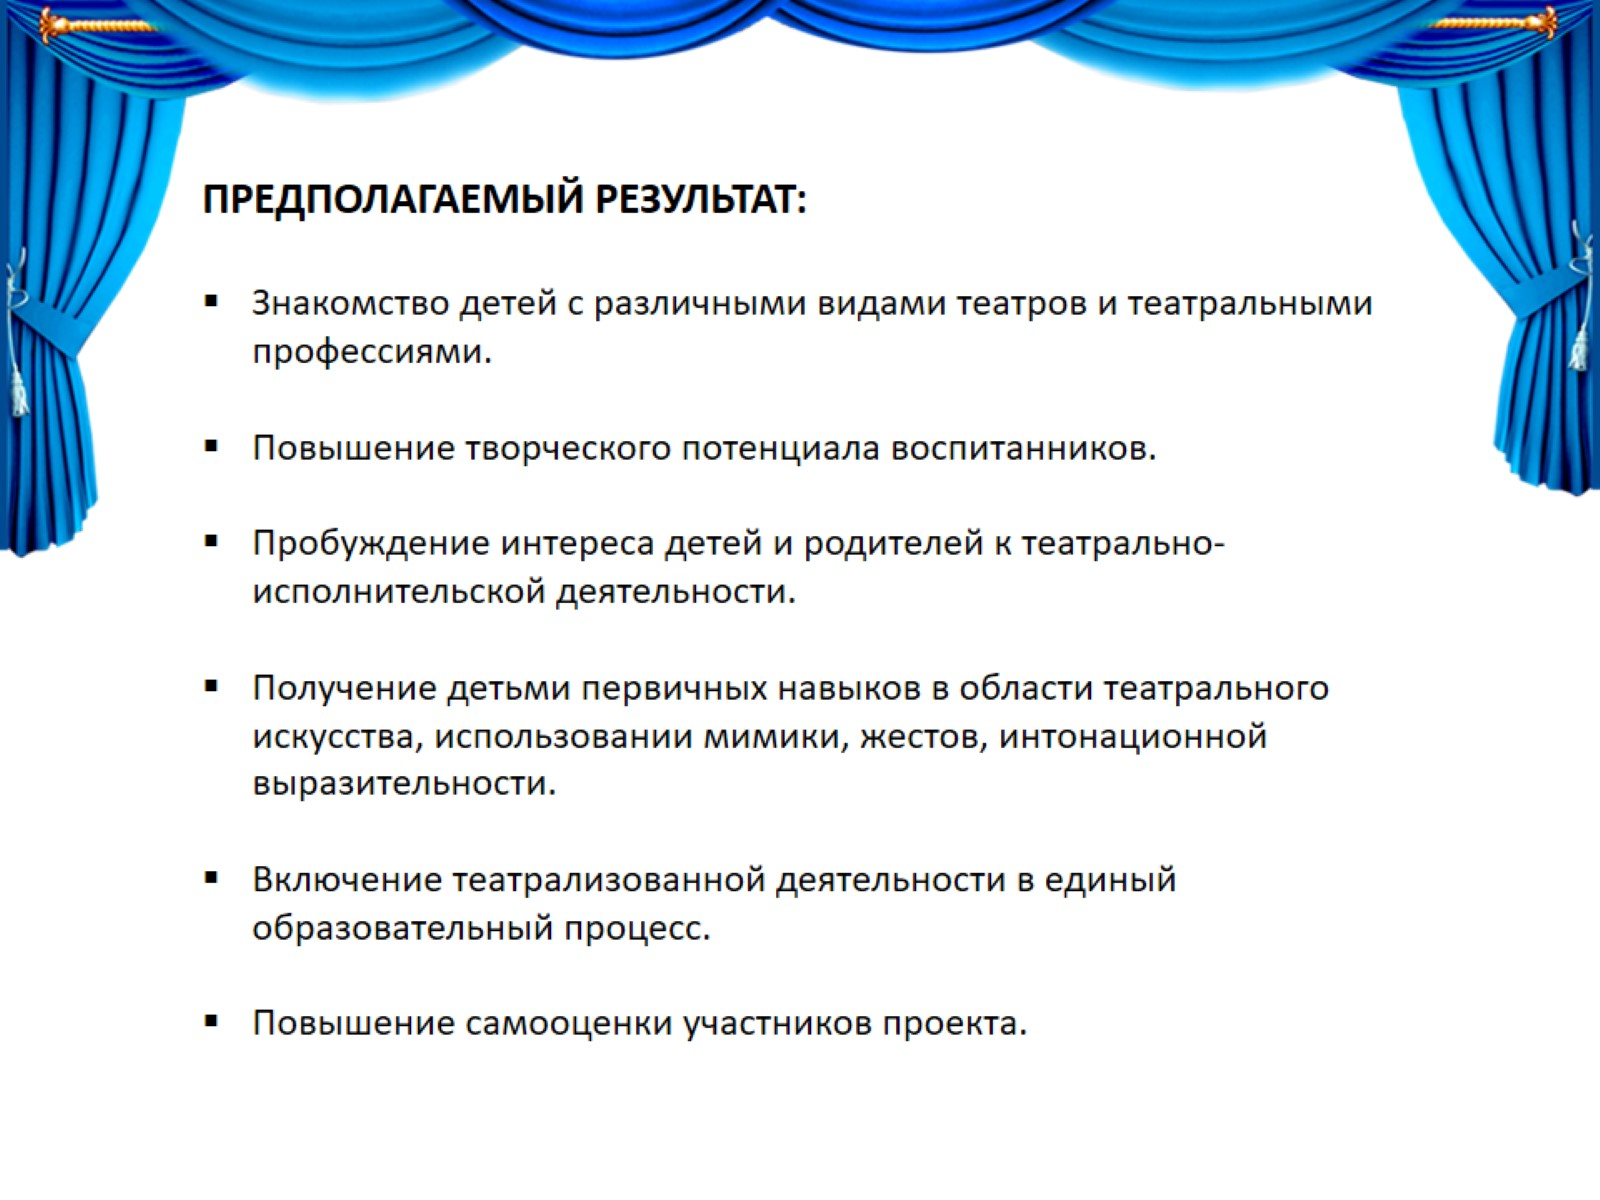 ПРЕДПОЛАГАЕМЫЙ РЕЗУЛЬТАТ:
▪ Знакомство детей с различными видами театров и театральными
профессиями.
▪ Повышение творческого потенциала воспитанников.
▪ Пробуждение интереса детей и родителей к театрально-
исполнительской деятельности.
▪ Получение детьми первичных навыков в области театрального
искусства, использовании мимики, жестов, интонационной
выразительности.
▪ Включение театрализованной деятельности в единый
образовательный процесс.
▪ Повышение самооценки участников проекта.